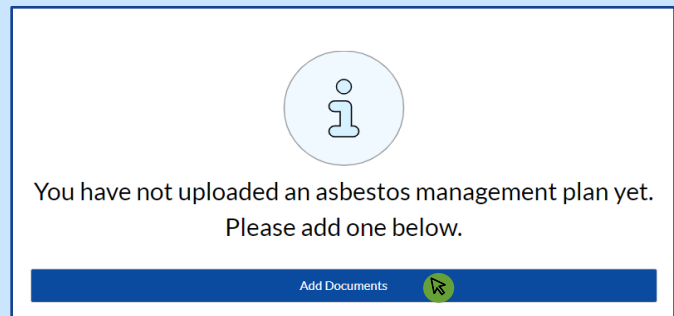 You have not uploaded an asbestos management plan yet.
Please add one below.
Add Documents